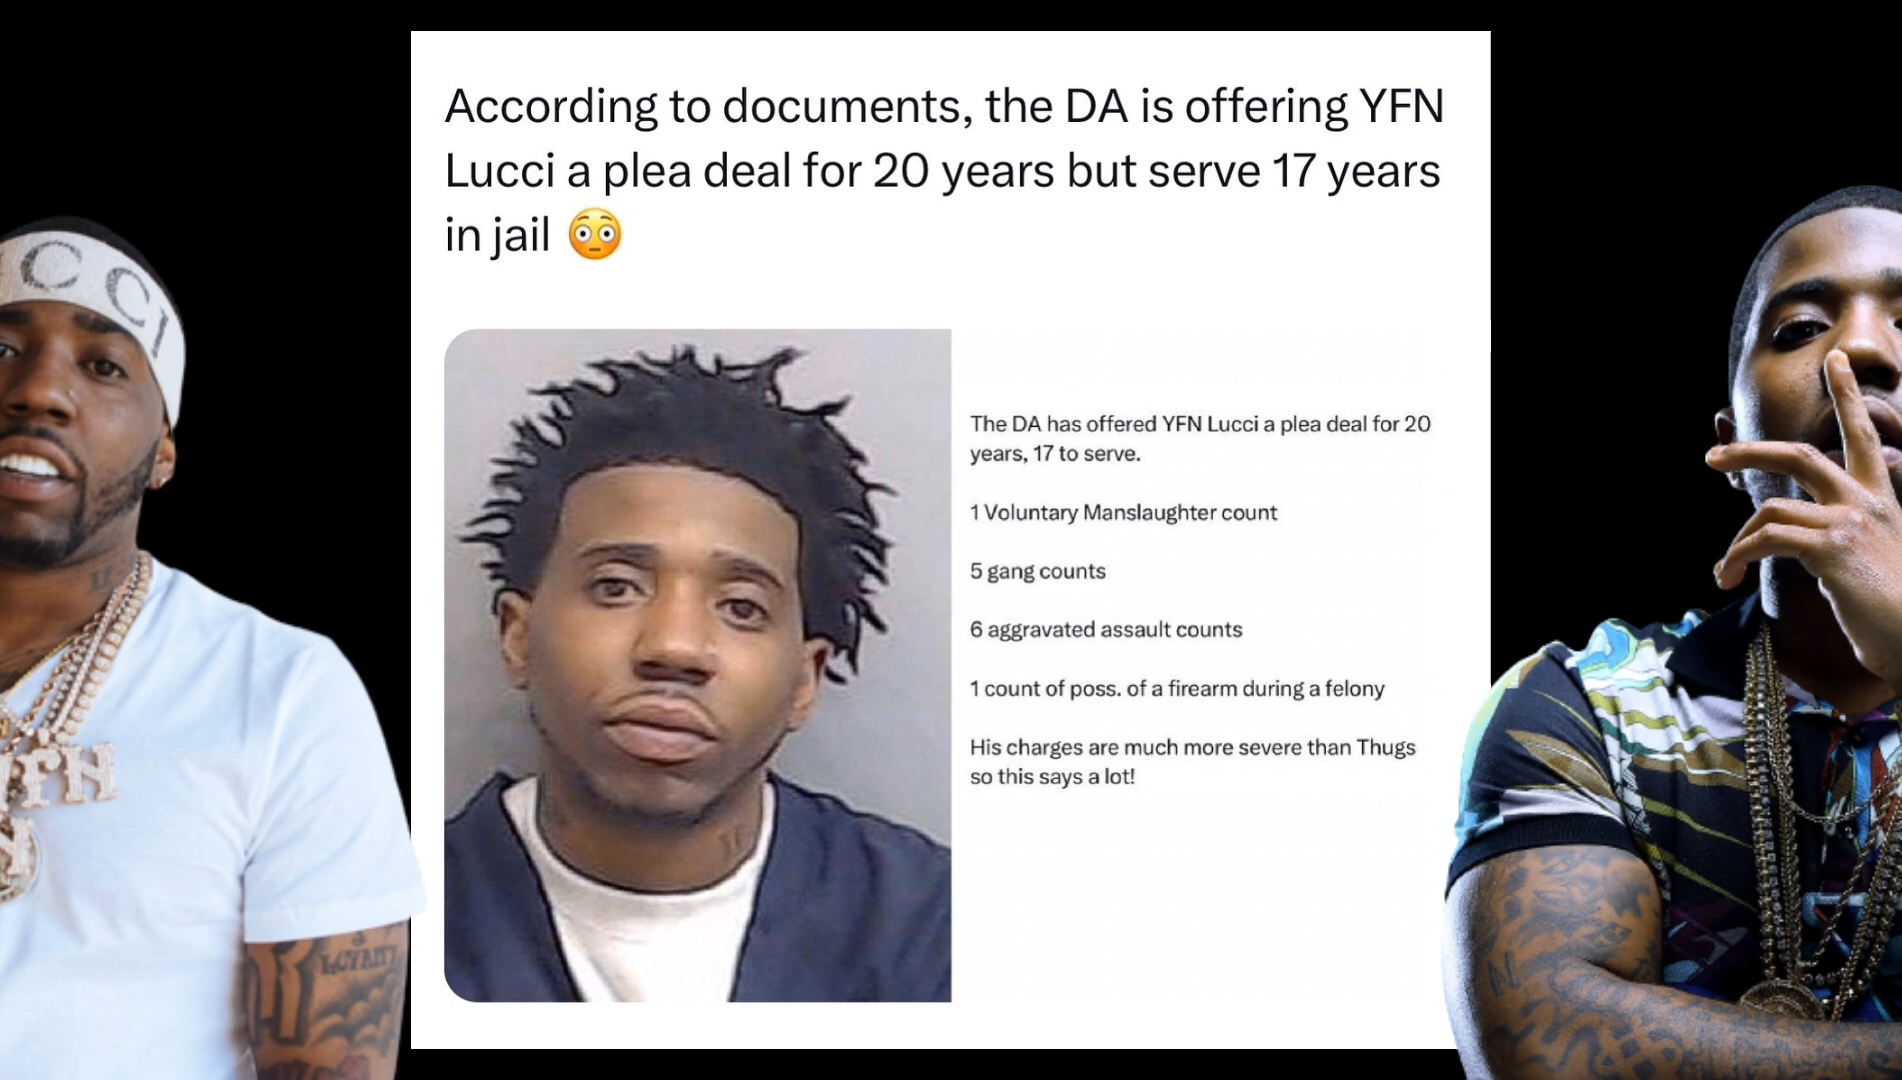 According to documents, the DA is offering YFN
Lucci a plea deal for 20 years but serve 17 years
in jail 😳
The DA has offered YFN Lucci a plea deal for 20
years, 17 to serve.
1 Voluntary Manslaughter count
5 gang counts
6 aggravated assault counts
1 count of poss. of a firearm during a felony
His charges are much more severe than Thugs
so this says a lot!
CCI
YFN
N
LOYALTY